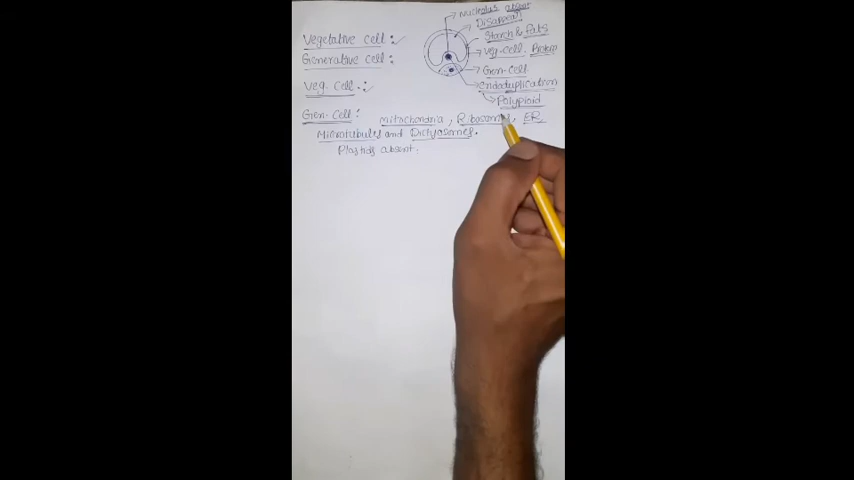 Nucleolus absent
Disappear
Starch & Fats
Vegetative Cell:
Veg. Cell.
Generative Cell:
Gen. Cell
Endoduplication
Veg. Cell:
Polyploid
Gen. Cell:
Mitochondria, Ribosomes, ER,
Microtubules and Dictyosomes.
Plastids absent.